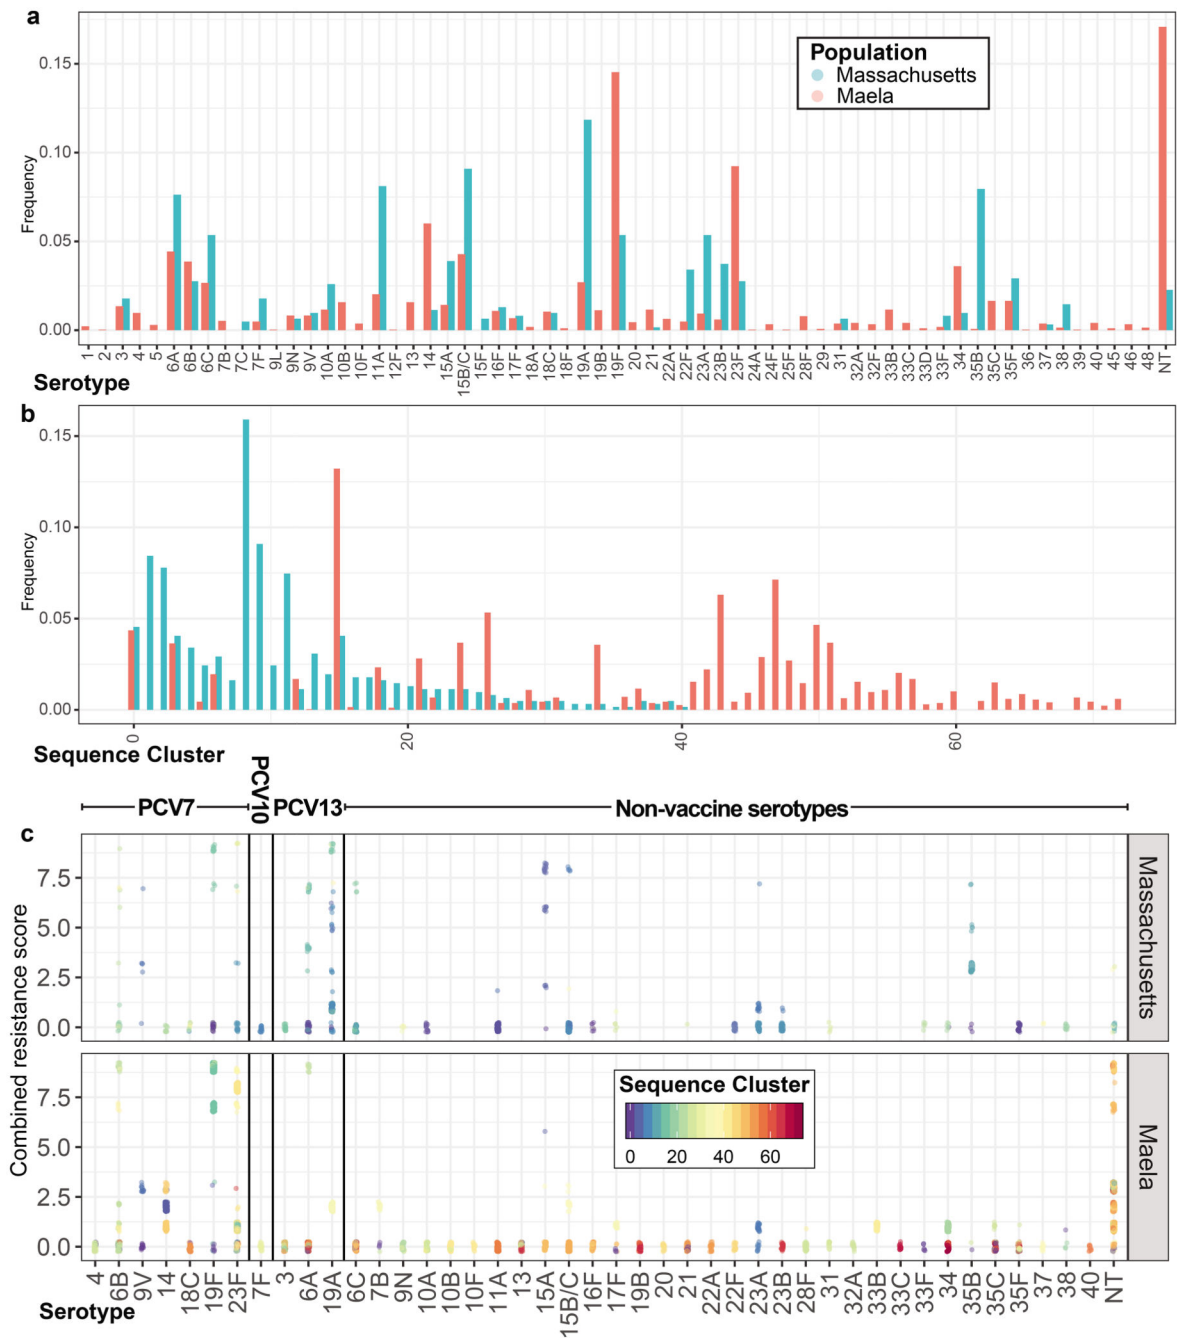 a
Population
Massachusetts
Maela
Frequency
0.15
0.10
0.05
0.00
1 2 3 4 5 6A 6B 6C 7B 7C 7F 9L 9N 9V 10A 10B 10F 11A 12F 13 14 15A 15B/C 15F 16F 17F 18A 18C 18F 19A 19B 19F 20 21 22A 22F 23A 23B 23F 24A 24F 25F 28F 29 31 32A 32F 33B 33C 33D 33F 34 35B 35C 35F 36 37 38 39 40 45 46 48 NT
Serotype
b
Frequency
0.15
0.10
0.05
0.00
0 20 40 60
Sequence Cluster
PCV7 PCV10 PCV13 Non-vaccine serotypes
c
Combined resistance score
7.5
5.0
2.5
0.0
Massachusetts
7.5
5.0
2.5
0.0
Maela
Sequence Cluster
0 20 40 60
4 6B 9V 14 18C 19F 23F 7F 3 6A 19A 6C 7B 9N 10A 10B 10F 11A 13 15A 15B/C 16F 17F 19B 20 21 22A 22F 23A 23B 28F 31 32A 33B 33C 33F 34 35B 35C 35F 37 38 40 NT
Serotype